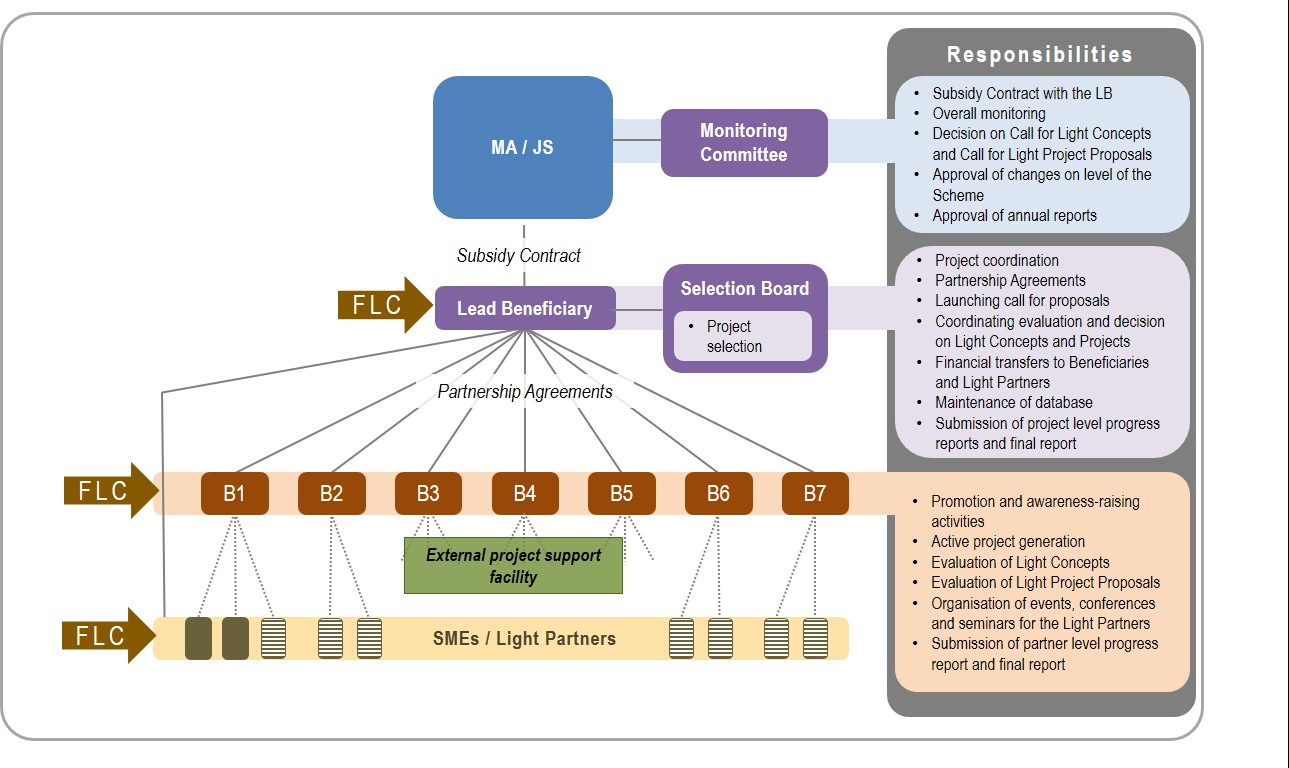 Responsibilities
MA / JS
Monitoring
Committee
• Subsidy Contract with the LB
• Overall monitoring
• Decision on Call for Light Concepts
and Call for Light Project Proposals
• Approval of changes on level of the
Scheme
• Approval of annual reports
Subsidy Contract
FLC
Lead Beneficiary
Selection Board
• Project
selection
• Project coordination
• Partnership Agreements
• Launching call for proposals
• Coordinating evaluation and decision
on Light Concepts and Projects
• Financial transfers to Beneficiaries
and Light Partners
• Maintenance of database
• Submission of project level progress
reports and final report
Partnership Agreements
FLC
B1
B2
B3
B4
B5
B6
B7
• Promotion and awareness-raising
activities
• Active project generation
• Evaluation of Light Concepts
• Evaluation of Light Project Proposals
• Organisation of events, conferences
and seminars for the Light Partners
• Submission of partner level progress
report and final report
External project support
facility
FLC
SMEs / Light Partners